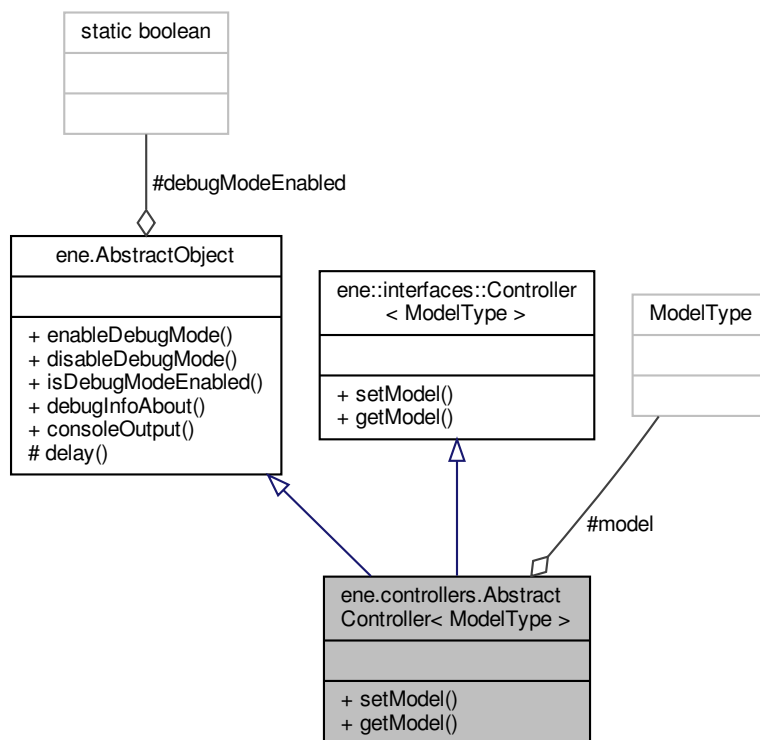 static boolean
#debugModeEnabled
ene.AbstractObject
+ enableDebugMode()
+ disableDebugMode()
+ isDebugModeEnabled()
+ debugInfoAbout()
+ consoleOutput()
# delay()
ene::interfaces::Controller
< ModelType >
+ setModel()
+ getModel()
ModelType
#model
ene.controllers.Abstract
Controller< ModelType >
+ setModel()
+ getModel()